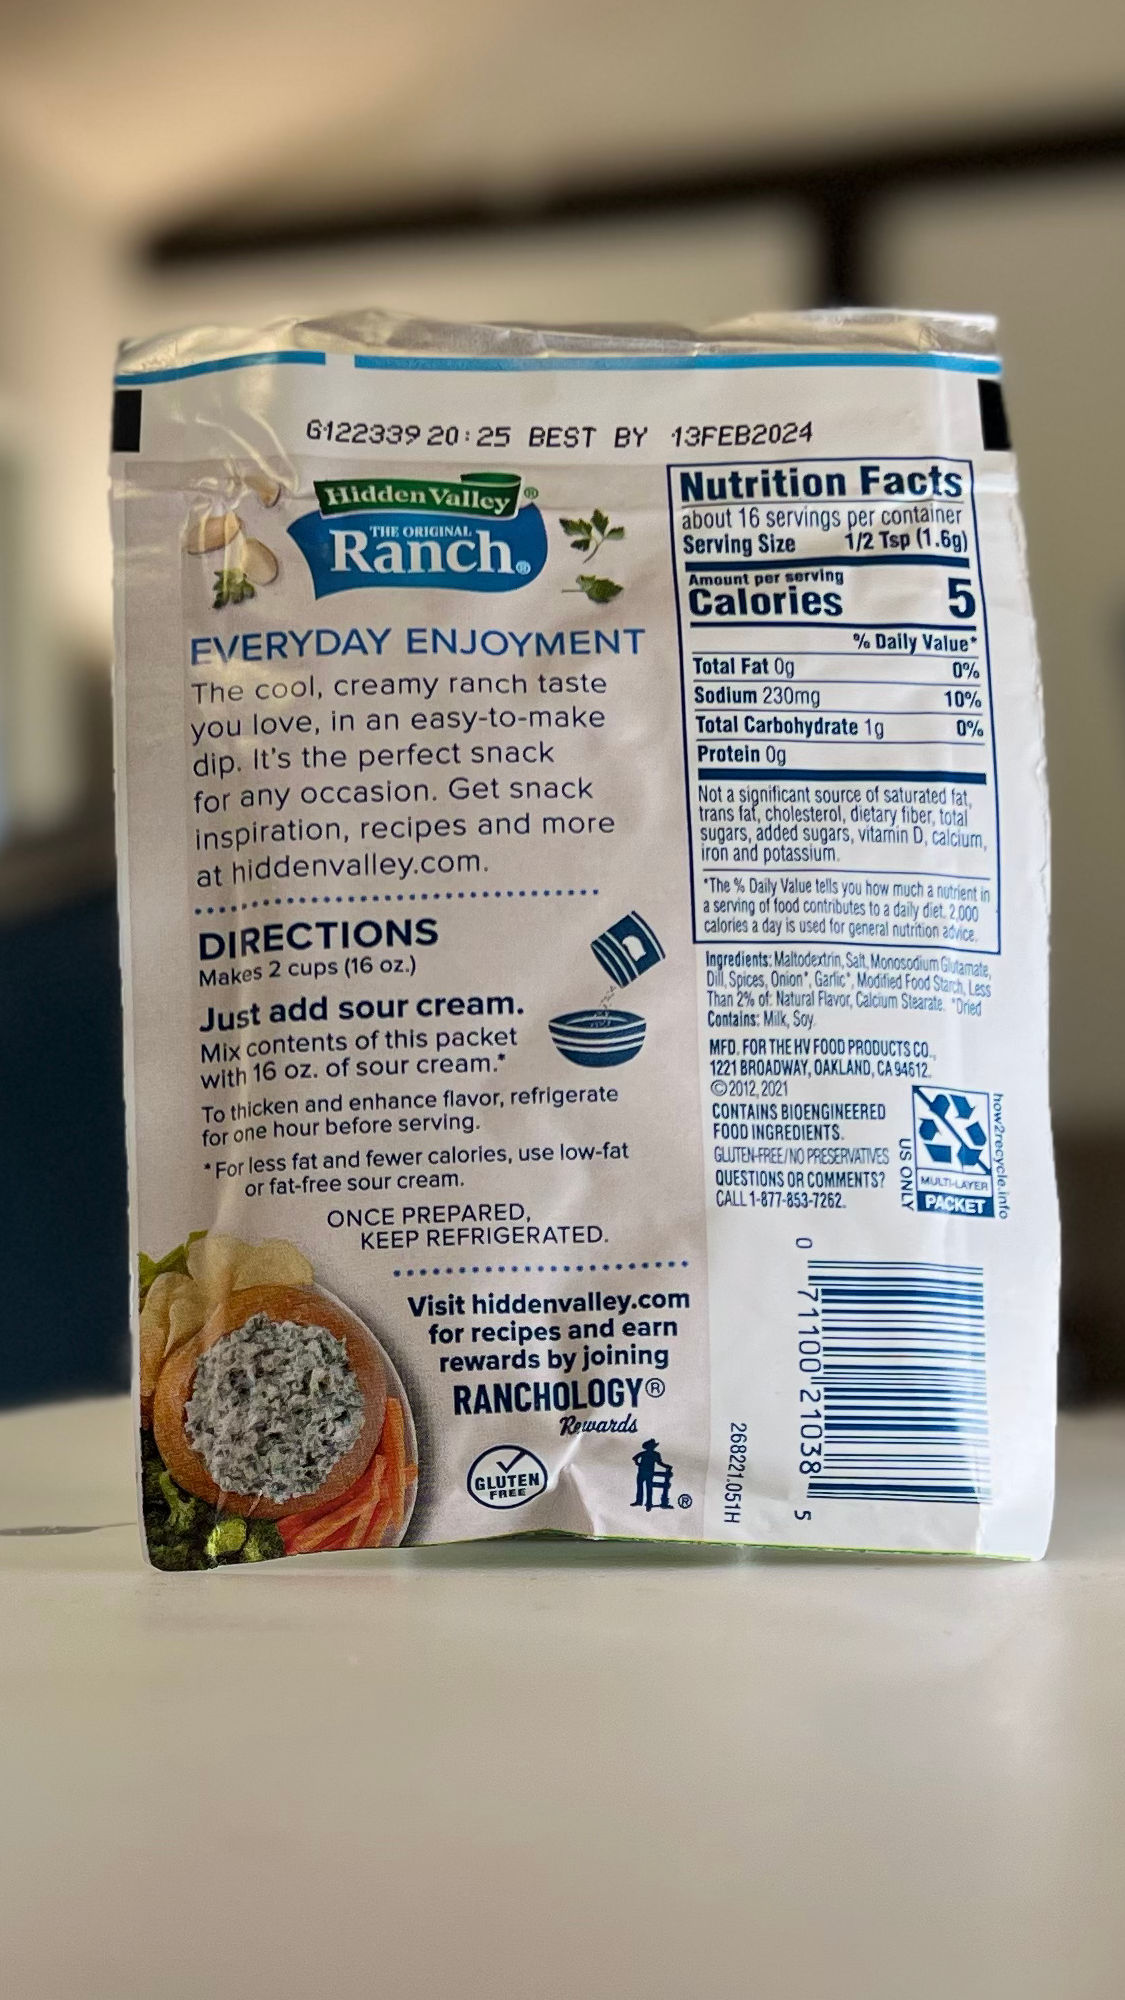 G122339 20:25 BEST BY 13FEB2024
Hidden Valley®
THE ORIGINAL
Ranch®
EVERYDAY ENJOYMENT
The cool, creamy ranch taste
you love, in an easy-to-make
dip. It's the perfect snack
for any occasion. Get snack
inspiration, recipes and more
at hiddenvalley.com.
DIRECTIONS
Makes 2 cups (16 oz.)
Just add sour cream.
Mix contents of this packet
with 16 oz. of sour cream.*
To thicken and enhance flavor, refrigerate
for one hour before serving.
*For less fat and fewer calories, use low-fat
or fat-free sour cream.
ONCE PREPARED,
KEEP REFRIGERATED.
Visit hiddenvalley.com
for recipes and earn
rewards by joining
RANCHOLOGY®
Rewards
GLUTEN
FREE
®
Nutrition Facts
about 16 servings per container
Serving Size 1/2 Tsp (1.6g)
Amount per serving
Calories 5
% Daily Value*
Total Fat 0g 0%
Sodium 230mg 10%
Total Carbohydrate 1g 0%
Protein 0g
Not a significant source of saturated fat,
trans fat, cholesterol, dietary fiber, total
sugars, added sugars, vitamin D, calcium,
iron and potassium.
*The % Daily Value tells you how much a nutrient in
a serving of food contributes to a daily diet. 2,000
calories a day is used for general nutrition advice.
Ingredients: Maltodextrin, Salt, Monosodium Glutamate,
Dill, Spices, Onion*, Garlic*, Modified Food Starch, Less
Than 2% of: Natural Flavor, Calcium Stearate. *Dried
Contains: Milk, Soy.
MFD. FOR THE HV FOOD PRODUCTS CO.,
1221 BROADWAY, OAKLAND, CA 94612.
©2012, 2021
CONTAINS BIOENGINEERED
FOOD INGREDIENTS.
GLUTEN-FREE/NO PRESERVATIVES
QUESTIONS OR COMMENTS?
CALL 1-877-853-7262.
US ONLY
MULTI-LAYER
PACKET
how2recycle.info
0 71100 21038 5
268221.051H